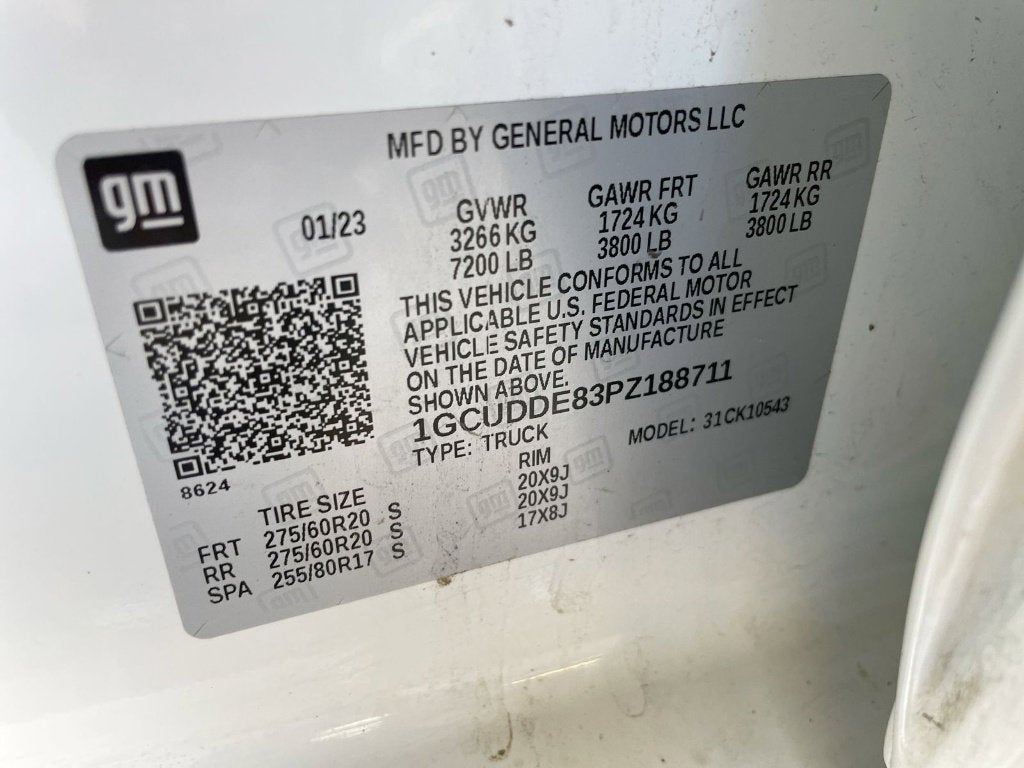 MFD BY GENERAL MOTORS LLC
gm
01/23
GVWR
3266 KG
7200 LB
GAWR FRT
1724 KG
3800 LB
GAWR RR
1724 KG
3800 LB
THIS VEHICLE CONFORMS TO ALL
APPLICABLE U.S. FEDERAL MOTOR
VEHICLE SAFETY STANDARDS IN EFFECT
ON THE DATE OF MANUFACTURE
SHOWN ABOVE.
1GCUDDE83PZ188711
TYPE: TRUCK MODEL: 31CK10543
8624
TIRE SIZE RIM
FRT 275/60R20 S 20X9J
RR 275/60R20 S 20X9J
SPA 255/80R17 S 17X8J